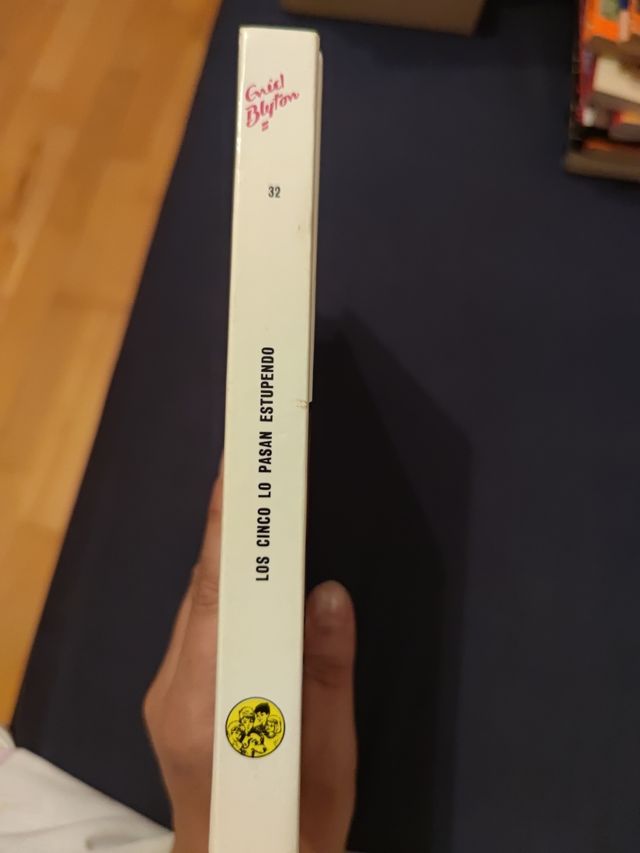 Enid
Blyton
32
LOS CINCO LO PASAN ESTUPENDO